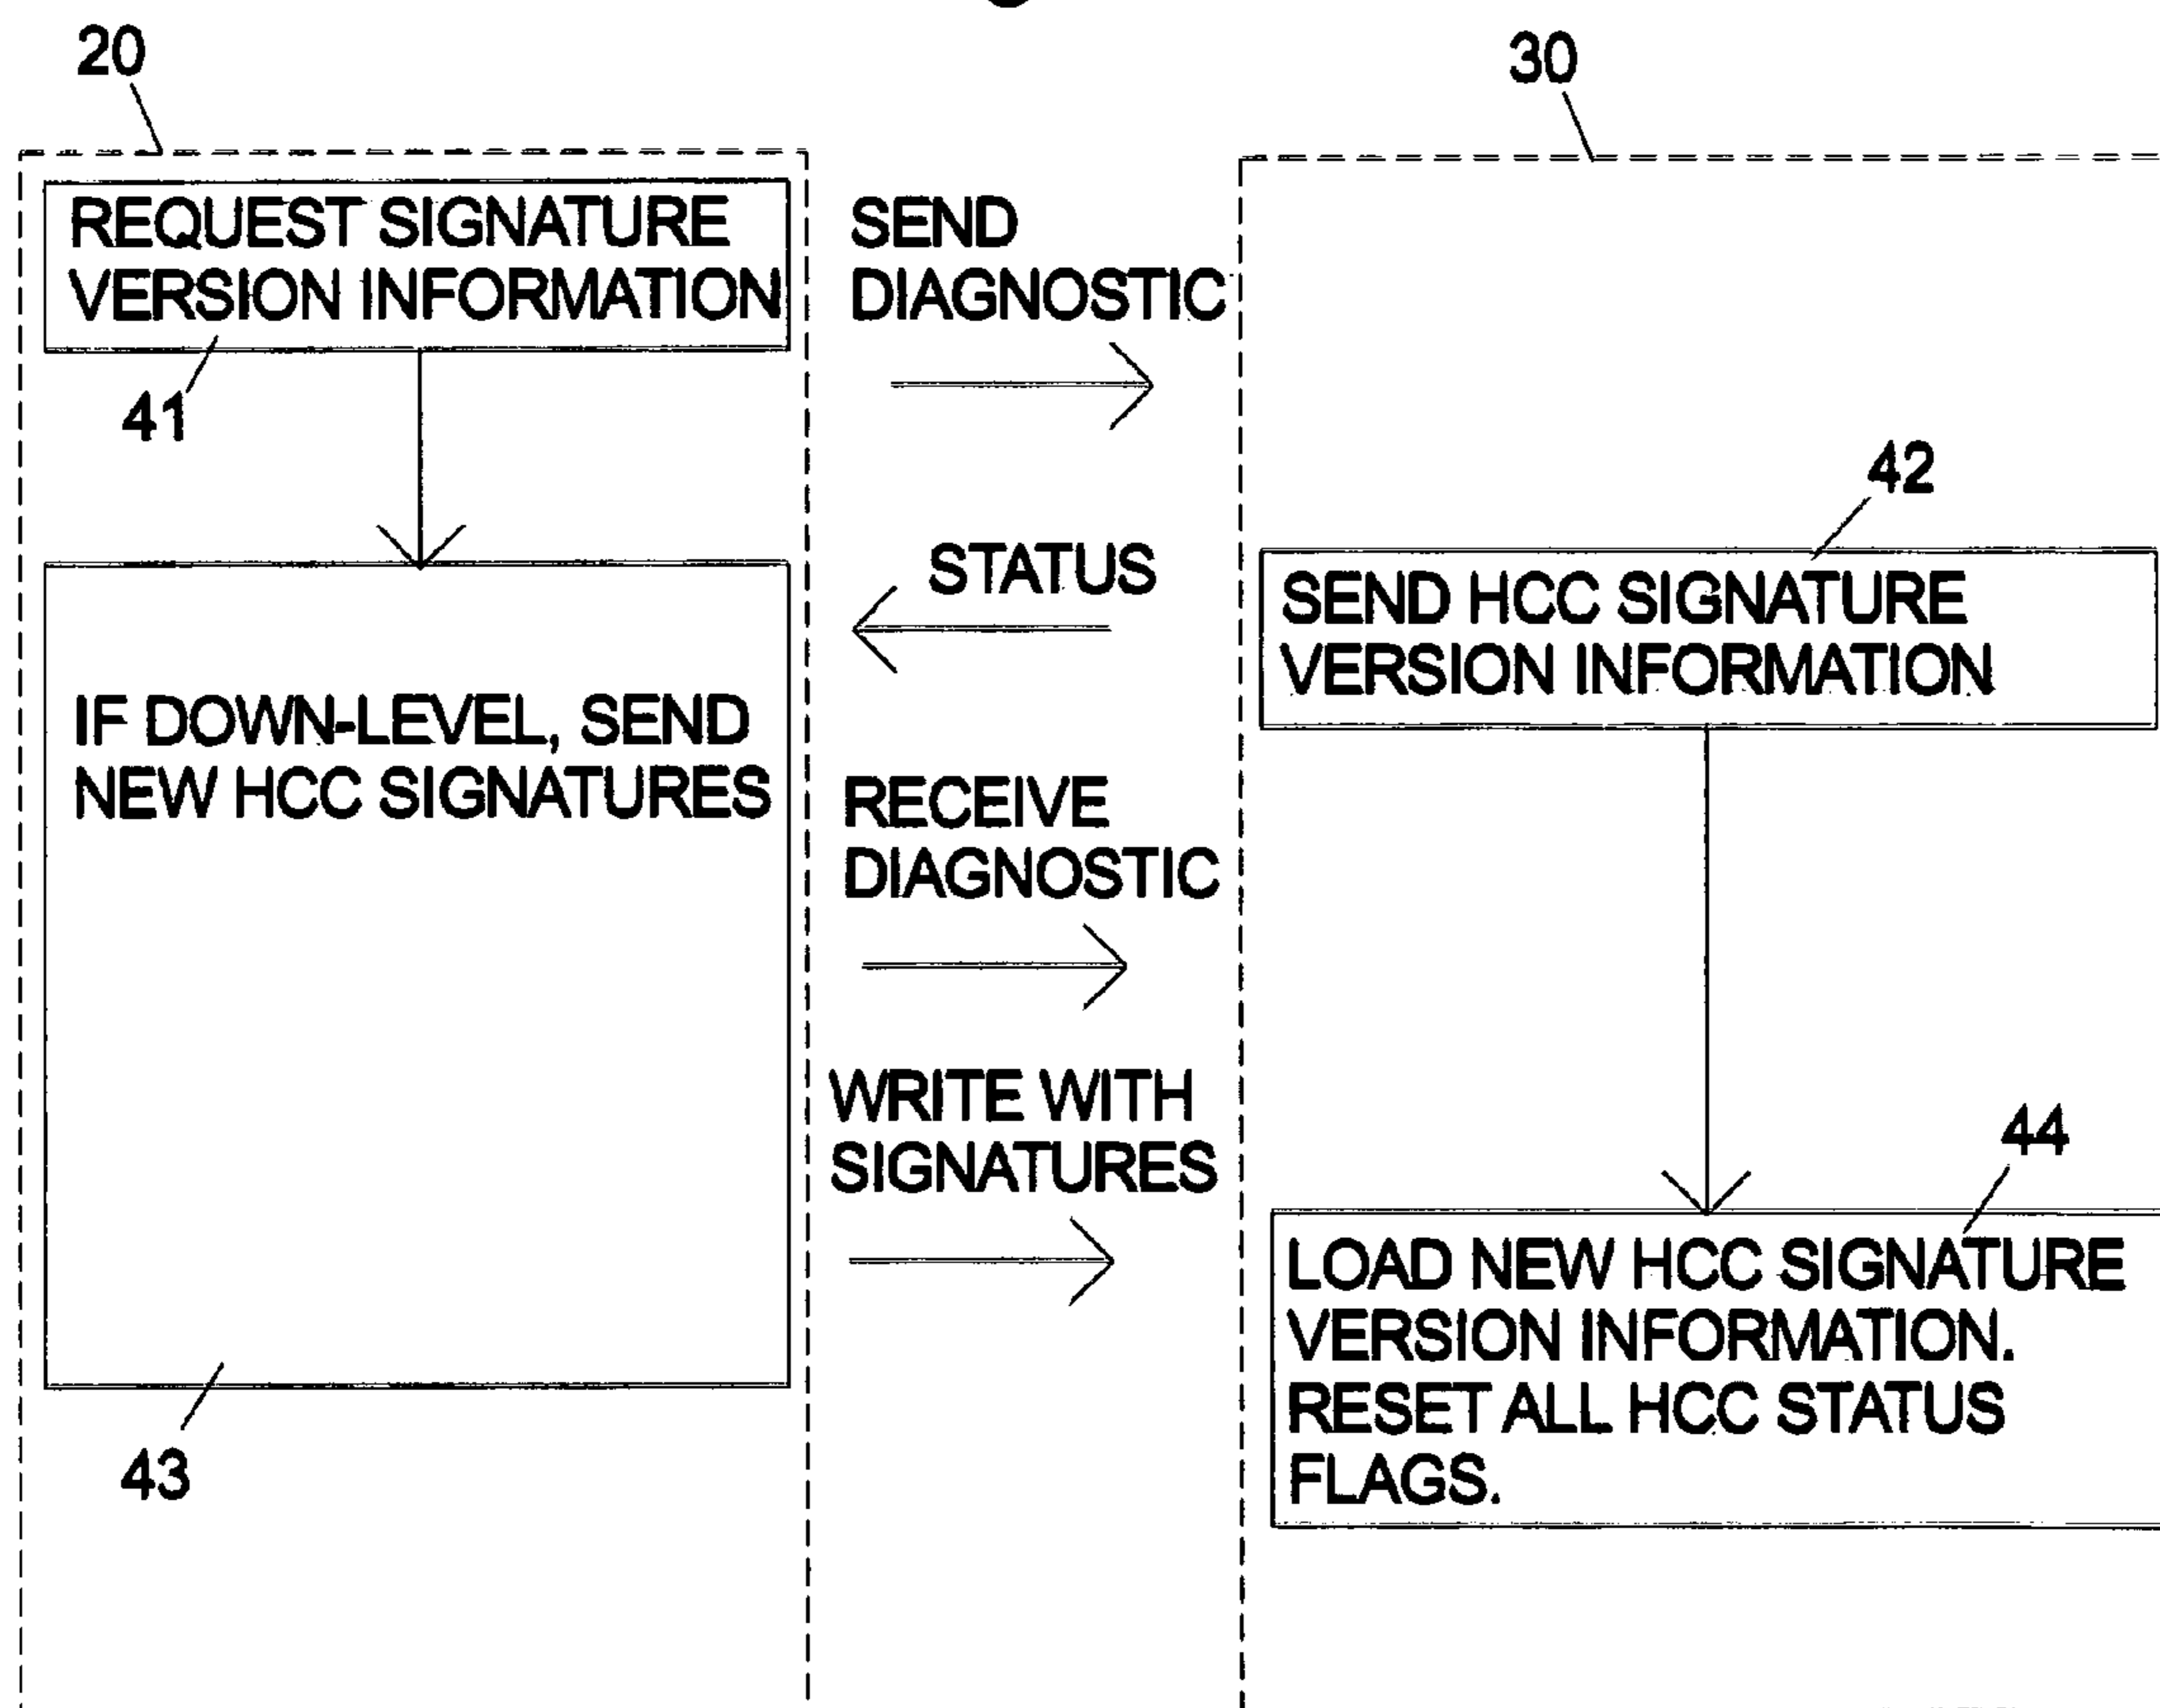 20
30
REQUEST SIGNATURE
VERSION INFORMATION
41
SEND
DIAGNOSTIC
42
STATUS
SEND HCC SIGNATURE
VERSION INFORMATION
IF DOWN-LEVEL, SEND
NEW HCC SIGNATURES
RECEIVE
DIAGNOSTIC
WRITE WITH
SIGNATURES
44
LOAD NEW HCC SIGNATURE
VERSION INFORMATION.
RESET ALL HCC STATUS
FLAGS.
43